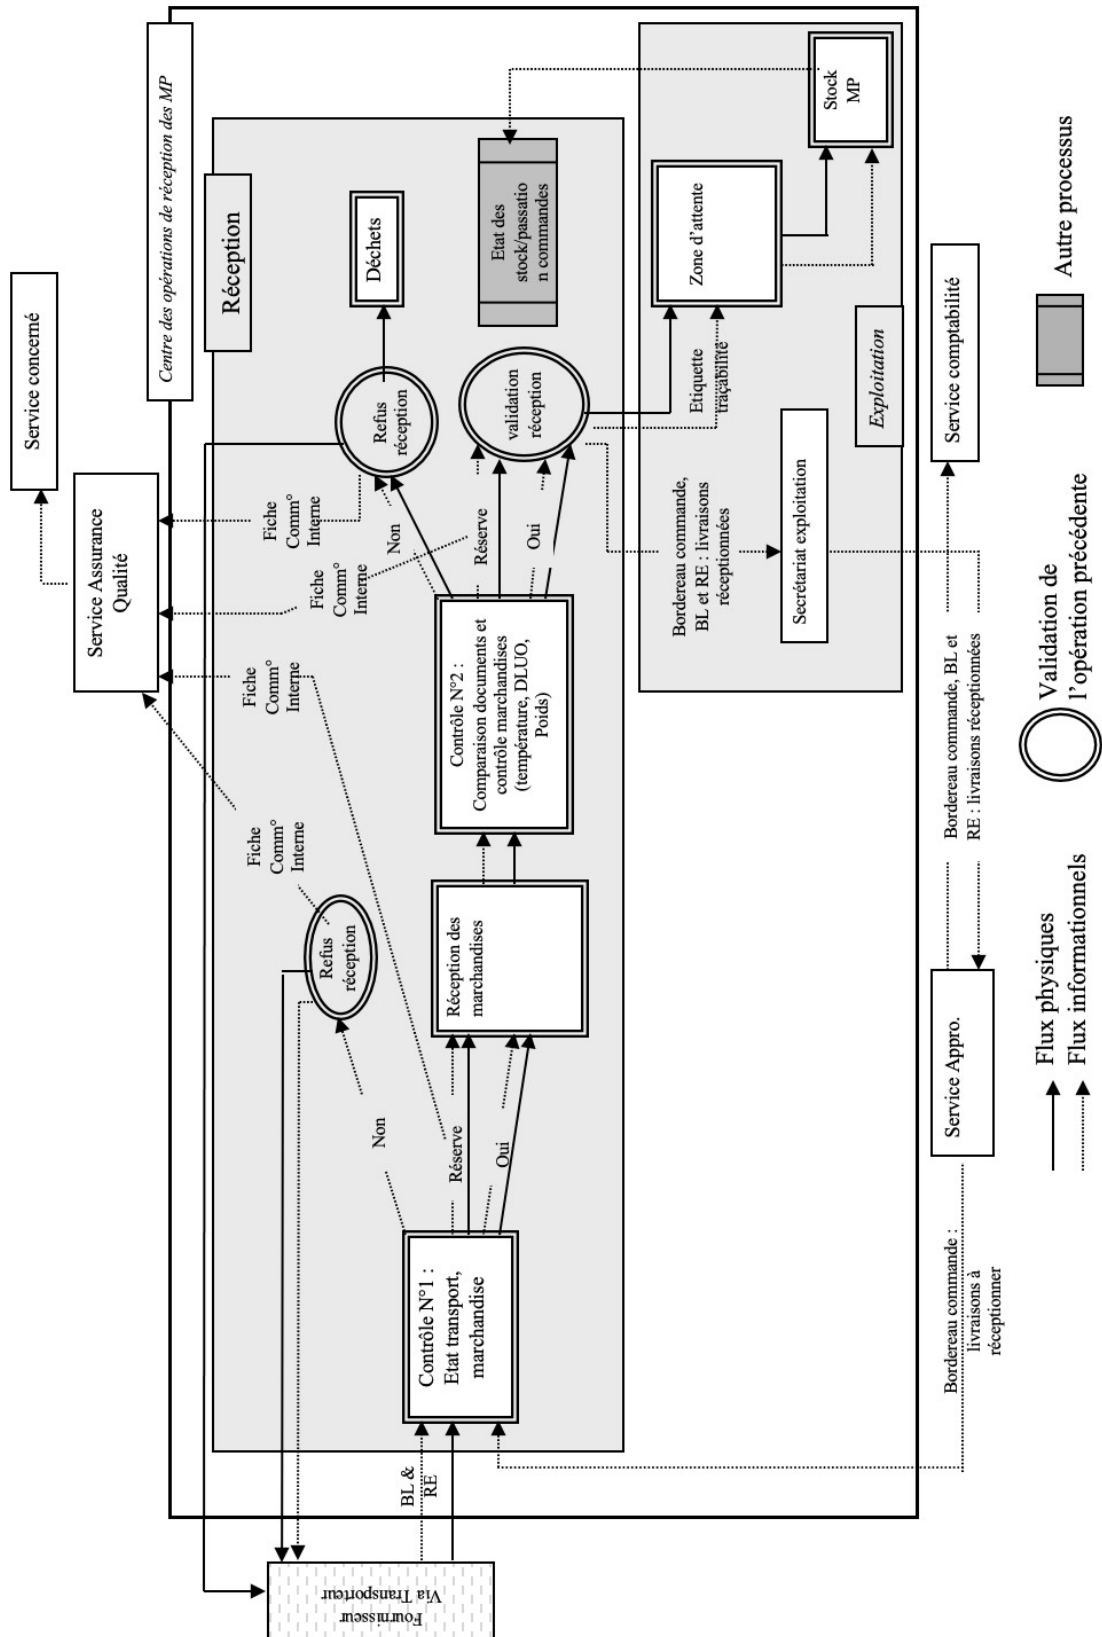 Service concerné
Service Assurance
Qualité
Centre des opérations de réception des MP
Réception
Fournisseur
Via Transporteur
BL &
RE
Contrôle N°1 :
Etat transport,
marchandise
Non
Réserve
Oui
Refus
réception
Fiche
Comm°
Interne
Fiche
Comm°
Interne
Fiche
Comm°
Interne
Fiche
Comm°
Interne
Réception des
marchandises
Contrôle N°2 :
Comparaison documents et
contrôle marchandises
(température, DLUO,
Poids)
Non
Réserve
Oui
Refus
réception
Déchets
validation
réception
Etat des
stock/passatio
n commandes
Bordereau commande,
BL et RE : livraisons
réceptionnées
Etiquette
traçabilité
Zone d'attente
Stock
MP
Secrétariat exploitation
Exploitation
Service Appro.
Service comptabilité
Bordereau commande :
livraisons à
réceptionner
Bordereau commande, BL et
RE : livraisons réceptionnées
Flux physiques
Flux informationnels
Validation de
l'opération précédente
Autre processus